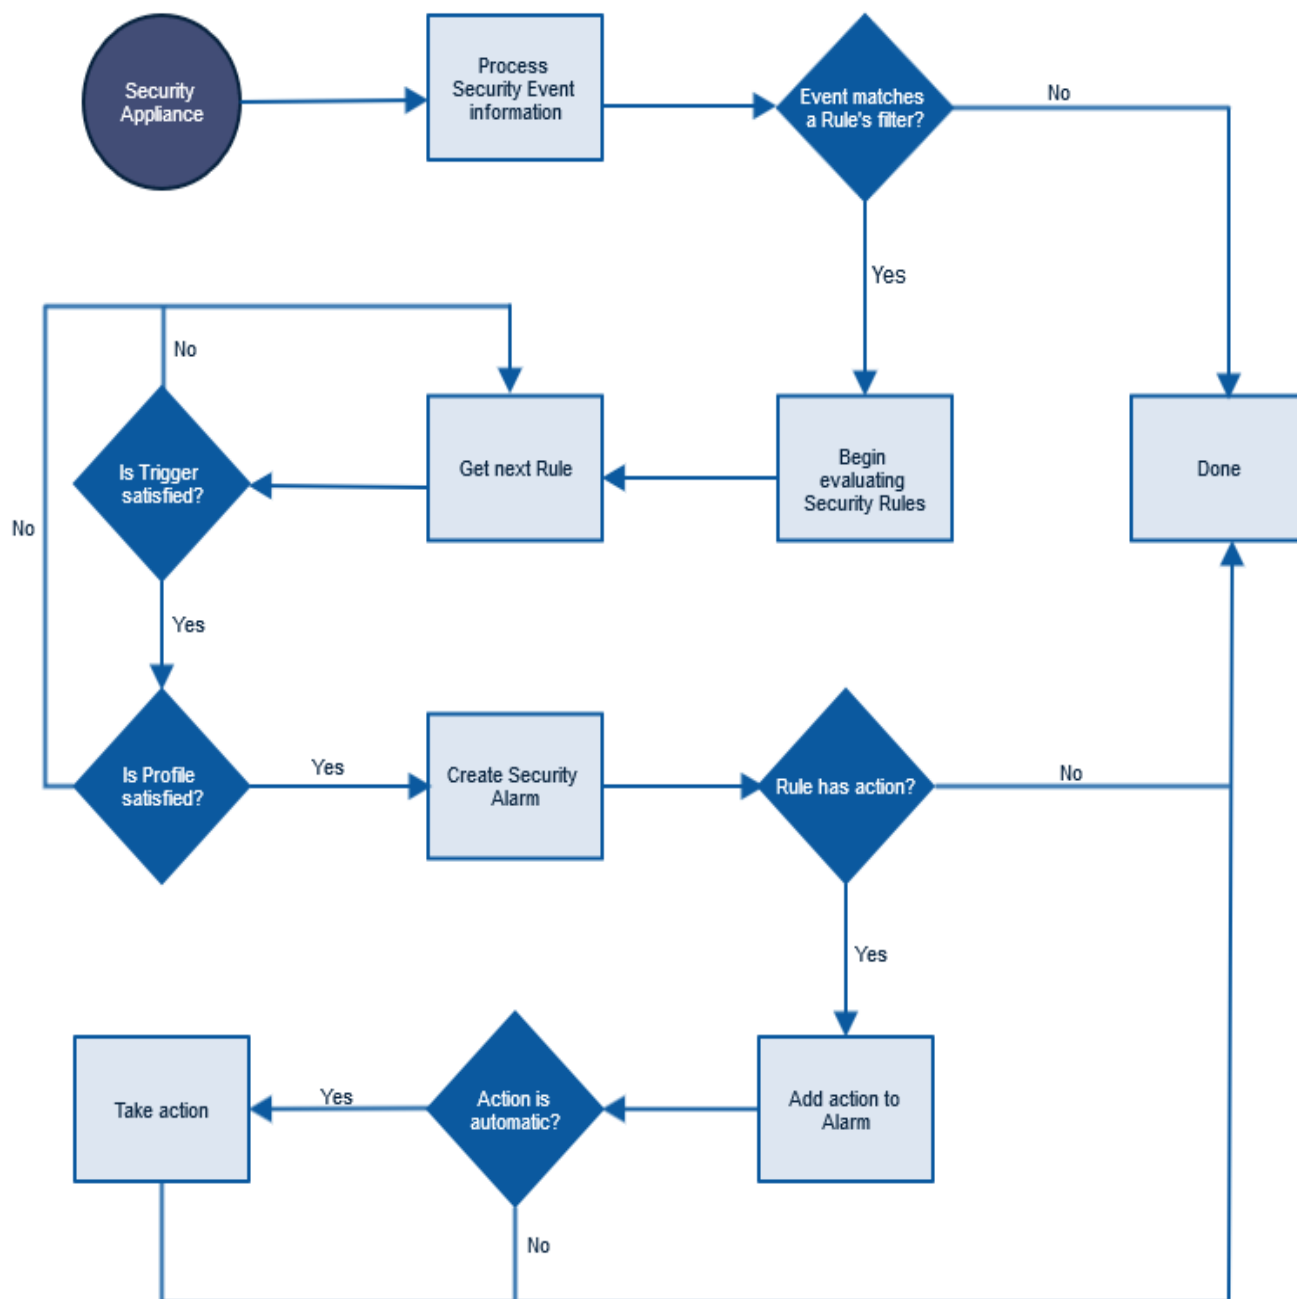 Security
Appliance
Process
Security Event
information
Event matches
a Rule's filter?
No
Yes
No
Is Trigger
satisfied?
Get next Rule
Begin
evaluating
Security Rules
Done
No
Yes
Is Profile
satisfied?
Yes
Create Security
Alarm
Rule has action?
No
Yes
Take action
Yes
Action is
automatic?
Add action to
Alarm
No